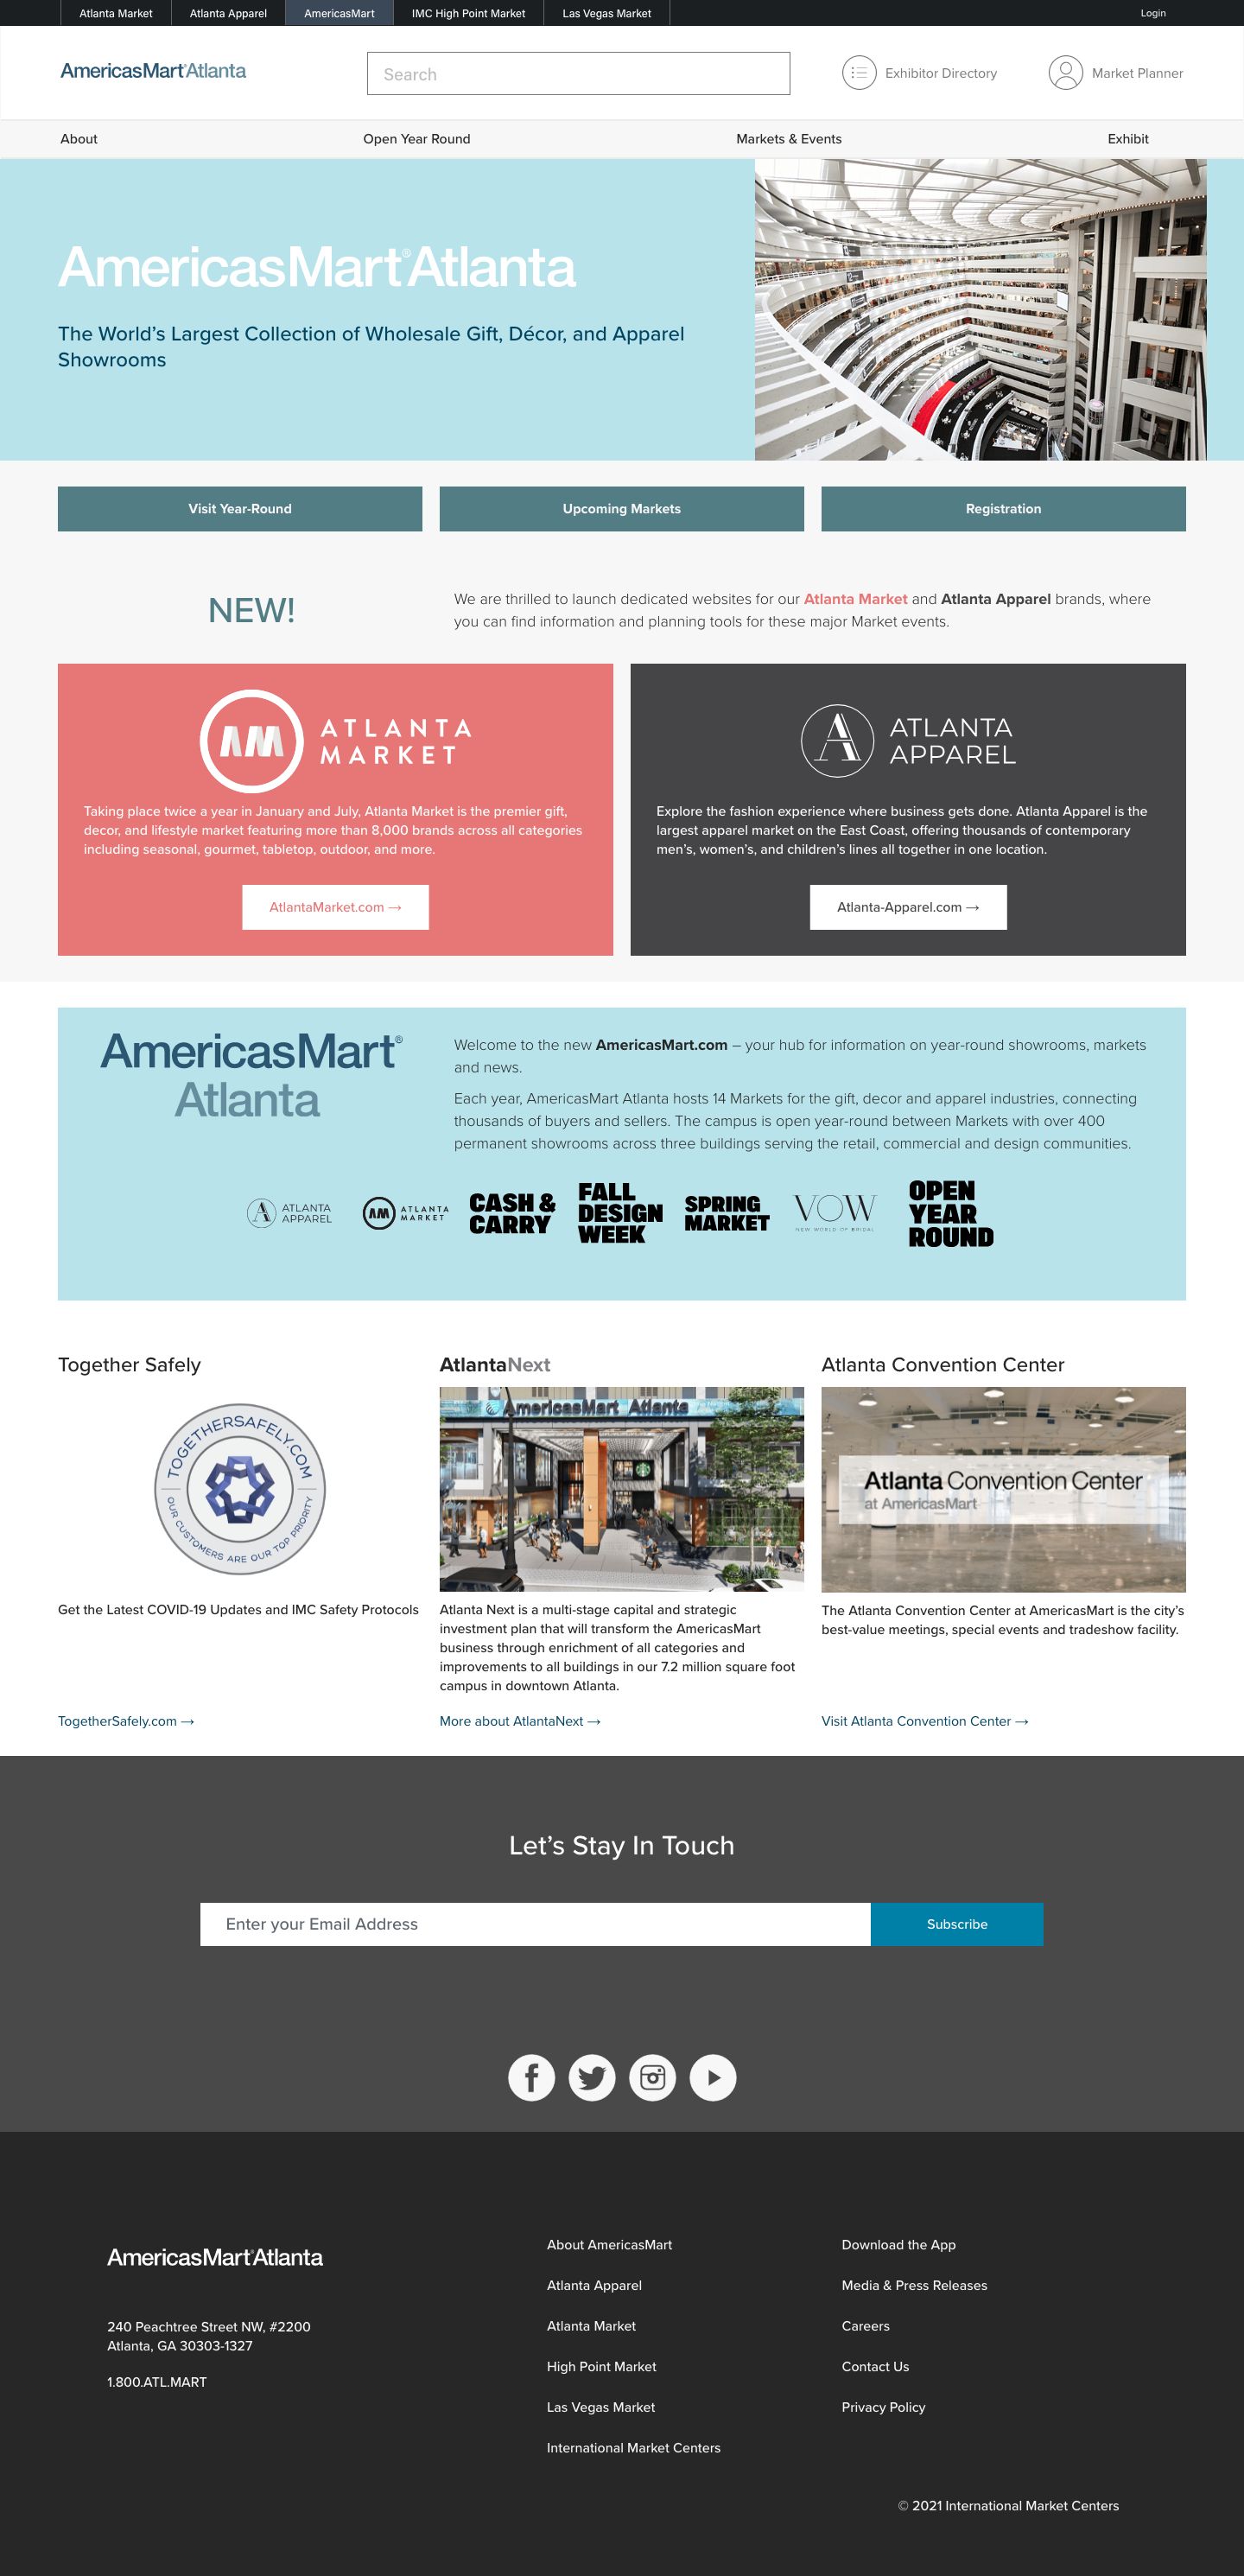 Atlanta Market
Atlanta Apparel
AmericasMart
IMC High Point Market
Las Vegas Market
Login
AmericasMart®Atlanta
Search
Exhibitor Directory
Market Planner
About
Open Year Round
Markets & Events
Exhibit
AmericasMart®Atlanta
The World’s Largest Collection of Wholesale Gift, Décor, and Apparel
Showrooms
Visit Year-Round
Upcoming Markets
Registration
NEW!
We are thrilled to launch dedicated websites for our Atlanta Market and Atlanta Apparel brands, where
you can find information and planning tools for these major Market events.
AM
ATLANTA
MARKET
Taking place twice a year in January and July, Atlanta Market is the premier gift,
decor, and lifestyle market featuring more than 8,000 brands across all categories
including seasonal, gourmet, tabletop, outdoor, and more.
AtlantaMarket.com →
A
ATLANTA
APPAREL
Explore the fashion experience where business gets done. Atlanta Apparel is the
largest apparel market on the East Coast, offering thousands of contemporary
men’s, women’s, and children’s lines all together in one location.
Atlanta-Apparel.com →
AmericasMart®
Atlanta
Welcome to the new AmericasMart.com – your hub for information on year-round showrooms, markets
and news.
Each year, AmericasMart Atlanta hosts 14 Markets for the gift, decor and apparel industries, connecting
thousands of buyers and sellers. The campus is open year-round between Markets with over 400
permanent showrooms across three buildings serving the retail, commercial and design communities.
A
ATLANTA
APPAREL
AM
ATLANTA
MARKET
CASH &
CARRY
FALL
DESIGN
WEEK
SPRING
MARKET
VOW
NEW WORLD OF BRIDAL
OPEN
YEAR
ROUND
Together Safely
TOGETHERSAFELY.COM
OUR CUSTOMERS ARE OUR TOP PRIORITY
Get the Latest COVID-19 Updates and IMC Safety Protocols
TogetherSafely.com →
AtlantaNext
AmericasMart Atlanta
Atlanta Next is a multi-stage capital and strategic
investment plan that will transform the AmericasMart
business through enrichment of all categories and
improvements to all buildings in our 7.2 million square foot
campus in downtown Atlanta.
More about AtlantaNext →
Atlanta Convention Center
Atlanta Convention Center
at AmericasMart
The Atlanta Convention Center at AmericasMart is the city’s
best-value meetings, special events and tradeshow facility.
Visit Atlanta Convention Center →
Let’s Stay In Touch
Enter your Email Address
Subscribe
AmericasMart®Atlanta
240 Peachtree Street NW, #2200
Atlanta, GA 30303-1327
1.800.ATL.MART
About AmericasMart
Atlanta Apparel
Atlanta Market
High Point Market
Las Vegas Market
International Market Centers
Download the App
Media & Press Releases
Careers
Contact Us
Privacy Policy
© 2021 International Market Centers